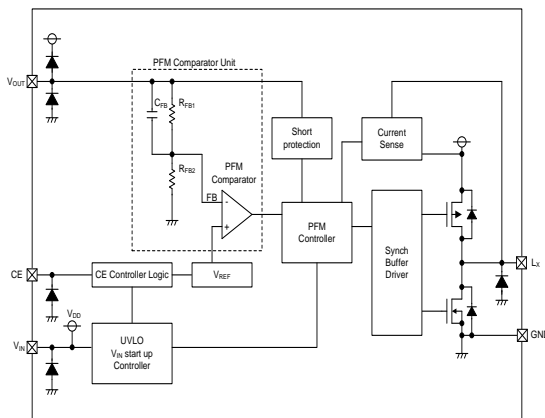 PFM Comparator Unit
VOUT
CFB
RFB1
RFB2
Short
protection
Current
Sense
PFM
Comparator
FB
-
+
PFM
Controller
Synch
Buffer
Driver
LX
CE
CE Controller Logic
VREF
VDD
VIN
UVLO
VIN start up
Controller
GND